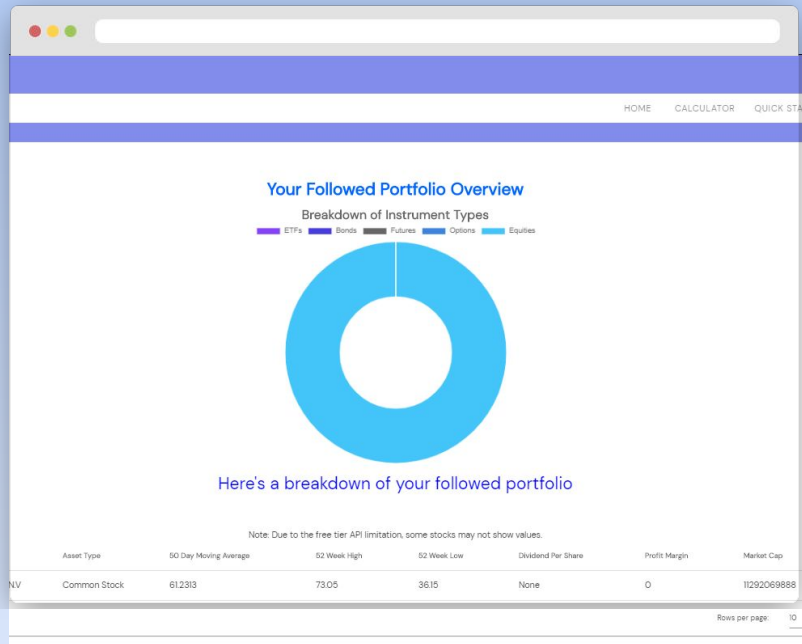 HOME CALCULATOR QUICK STA
Your Followed Portfolio Overview
Breakdown of Instrument Types
ETFs Bonds Futures Options Equities
Here's a breakdown of your followed portfolio
Note: Due to the free tier API limitation, some stocks may not show values.
Asset Type 50 Day Moving Average 52 Week High 52 Week Low Dividend Per Share Profit Margin Market Cap
N.V Common Stock 61.2313 73.05 36.15 None 0 11292069888
Rows per page: 10